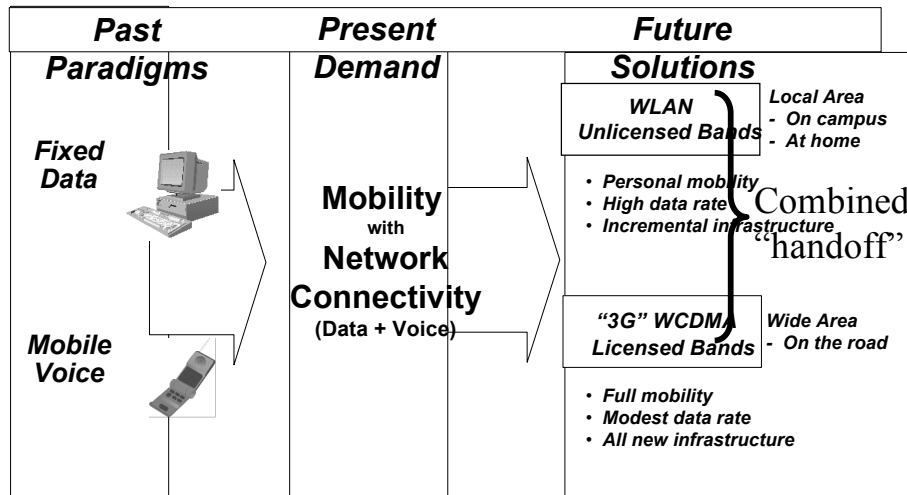 Past
Paradigms
Present
Demand
Future
Solutions
Fixed
Data
Mobile
Voice
Mobility
with
Network
Connectivity
(Data + Voice)
WLAN
Unlicensed Bands
Local Area
- On campus
- At home
• Personal mobility
• High data rate
• Incremental infrastructure
Combined
“handoff”
“3G” WCDMA
Licensed Bands
Wide Area
- On the road
• Full mobility
• Modest data rate
• All new infrastructure